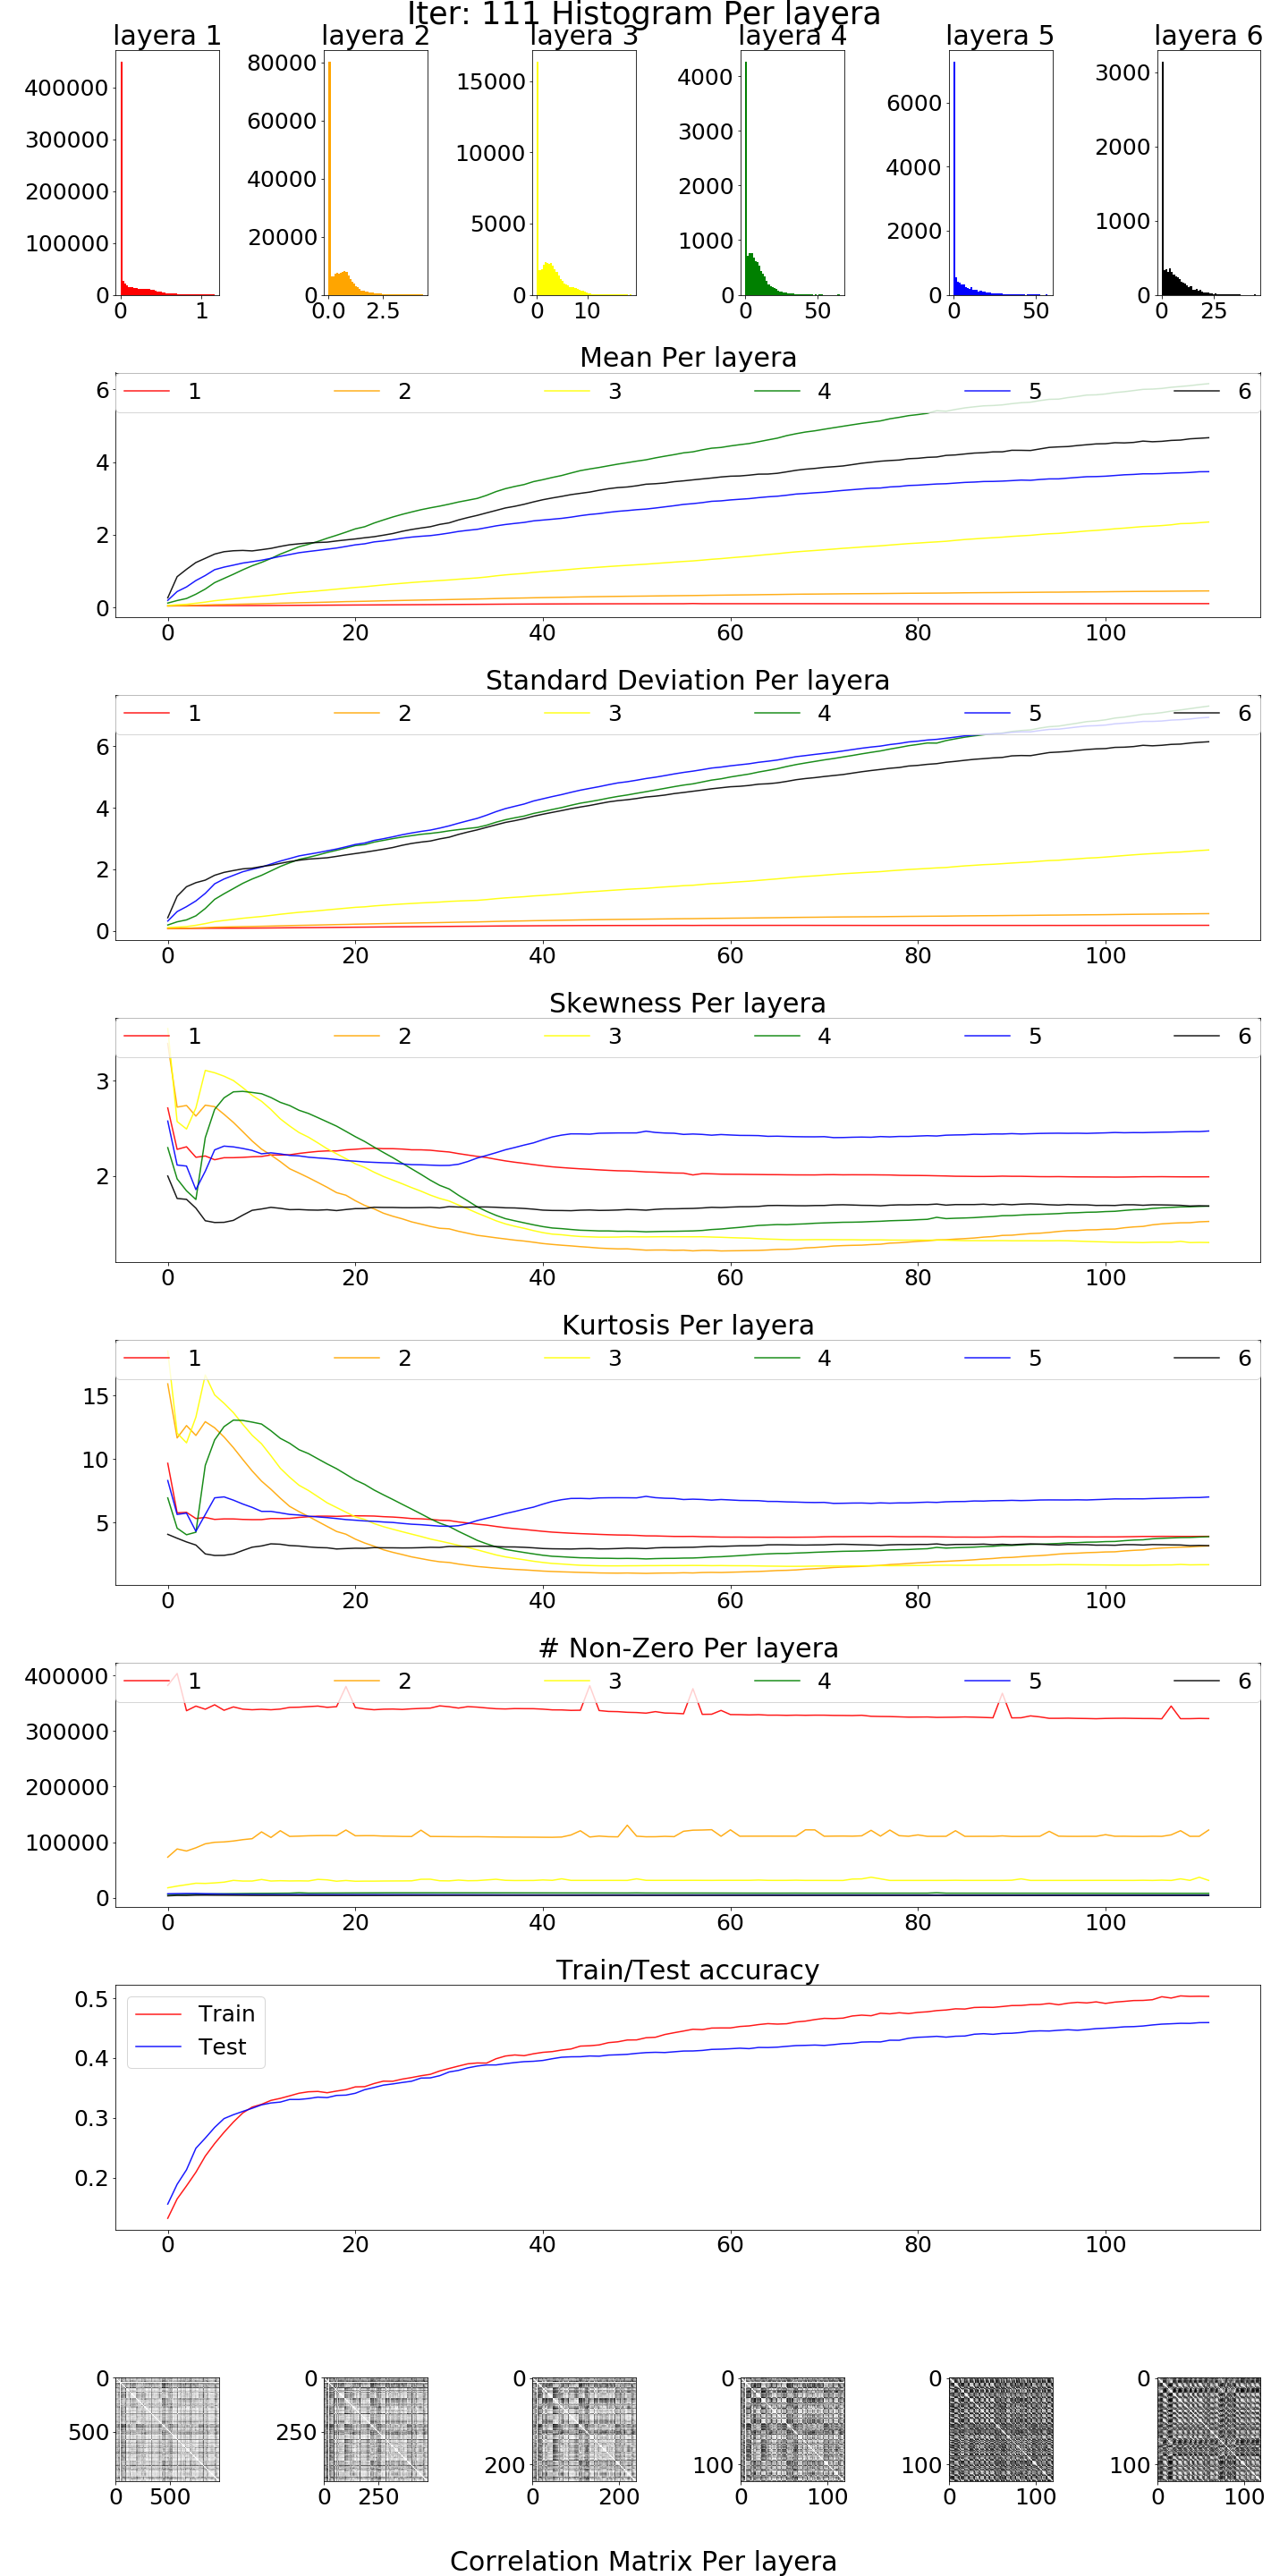 Iter: 111 Histogram Per layera
layera 1 layera 2 layera 3 layera 4 layera 5 layera 6
400000 300000 200000 100000 0
0 1
80000 60000 40000 20000 0
0.0 2.5
15000 10000 5000 0
0 10
4000 3000 2000 1000 0
0 50
6000 4000 2000 0
0 50
3000 2000 1000 0
0 25
Mean Per layera
1 2 3 4 5 6
6
4
2
0
0 20 40 60 80 100
Standard Deviation Per layera
1 2 3 4 5 6
6
4
2
0
0 20 40 60 80 100
Skewness Per layera
1 2 3 4 5 6
3
2
0 20 40 60 80 100
Kurtosis Per layera
1 2 3 4 5 6
15
10
5
0 20 40 60 80 100
# Non-Zero Per layera
1 2 3 4 5 6
400000
300000
200000
100000
0
0 20 40 60 80 100
Train/Test accuracy
Train
Test
0.5
0.4
0.3
0.2
0 20 40 60 80 100
0 500
0 500
0 250
0 250
0 200
0 200
0 100
0 100
0 100
0 100
0 100
0 100
Correlation Matrix Per layera